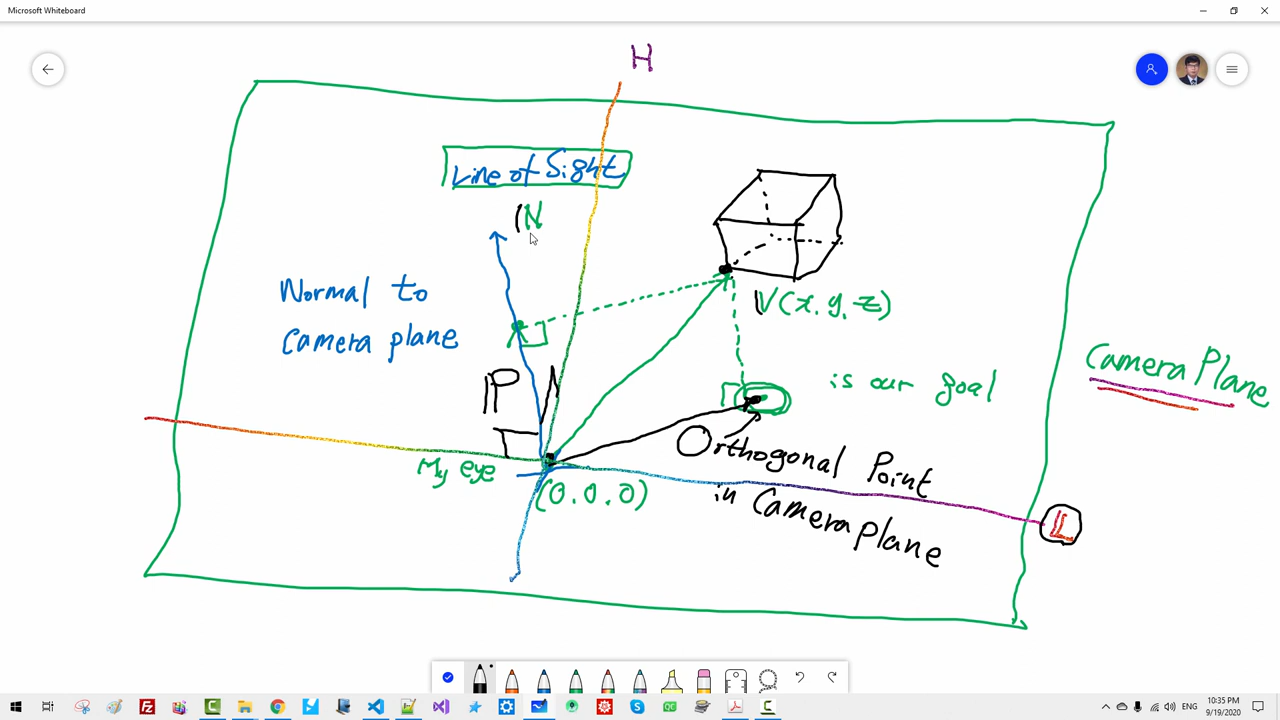 Microsoft Whiteboard
H
Line of Sight
N
Normal to
Camera plane
V(x, y, z)
P
Camera Plane
is our goal
Orthogonal Point
in Camera plane
My eye
(0.0.0)
L
10:35 PM
9/19/2020